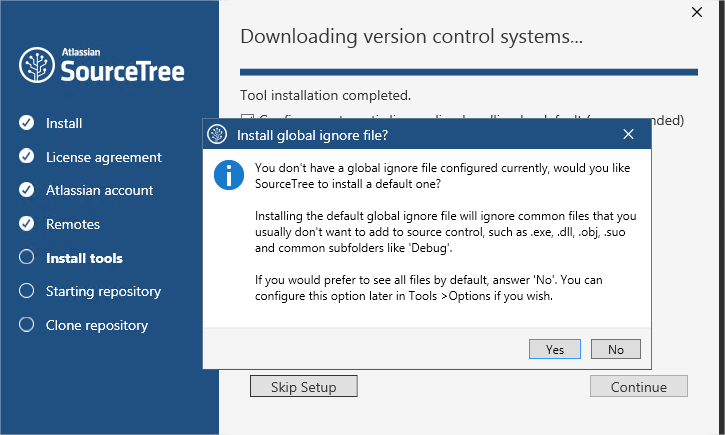 Atlassian
SourceTree
Install
License agreement
Atlassian account
Remotes
Install tools
Starting repository
Clone repository
Downloading version control systems...
Tool installation completed.
Install global ignore file?
You don't have a global ignore file configured currently, would you like
SourceTree to install a default one?
Installing the default global ignore file will ignore common files that you
usually don't want to add to source control, such as .exe, .dll, .obj, .suo
and common subfolders like 'Debug'.
If you would prefer to see all files by default, answer 'No'. You can
configure this option later in Tools >Options if you wish.
Yes
No
Skip Setup
Continue